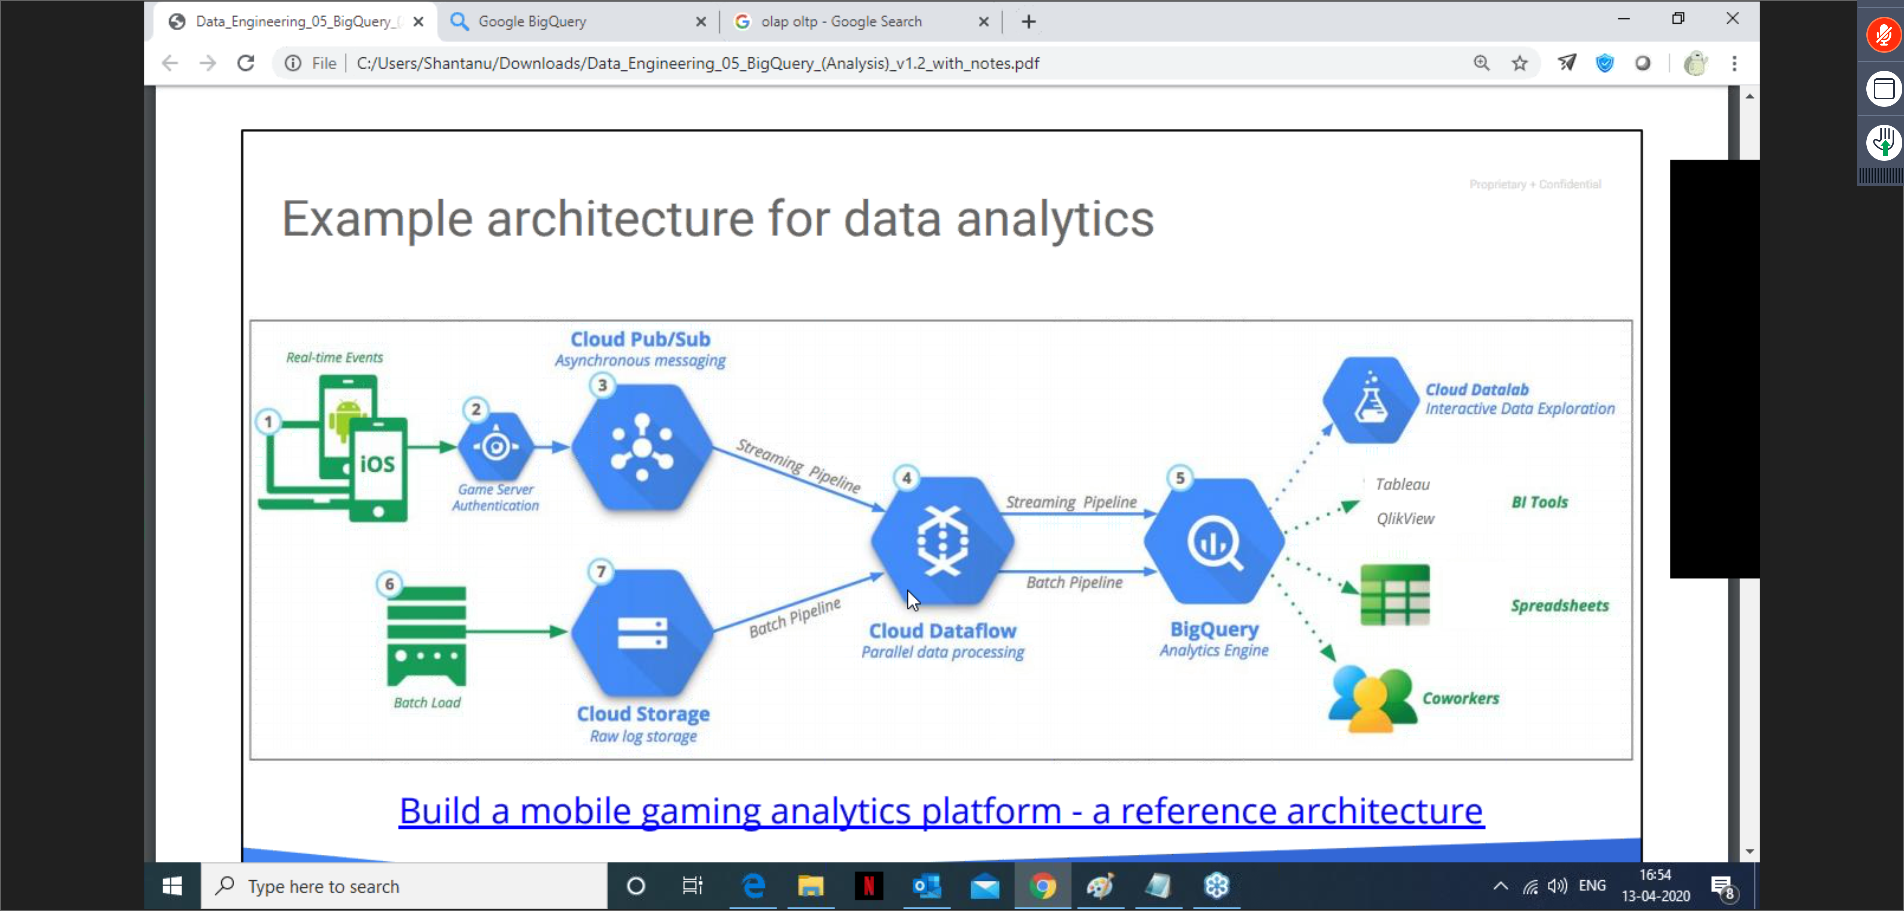 Data_Engineering_05_BigQuery_(
Google BigQuery
olap oltp - Google Search
File
C:/Users/Shantanu/Downloads/Data_Engineering_05_BigQuery_(Analysis)_v1.2_with_notes.pdf
Proprietary + Confidential
Example architecture for data analytics
Real-time Events
1
iOS
2
Game Server
Authentication
Cloud Pub/Sub
Asynchronous messaging
3
Streaming Pipeline
6
Batch Load
7
Cloud Storage
Raw log storage
Batch Pipeline
4
Cloud Dataflow
Parallel data processing
Streaming Pipeline
Batch Pipeline
5
BigQuery
Analytics Engine
Cloud Datalab
Interactive Data Exploration
Tableau
QlikView
BI Tools
Spreadsheets
Coworkers
Build a mobile gaming analytics platform - a reference architecture
Type here to search
N
ENG
16:54
13-04-2020
8